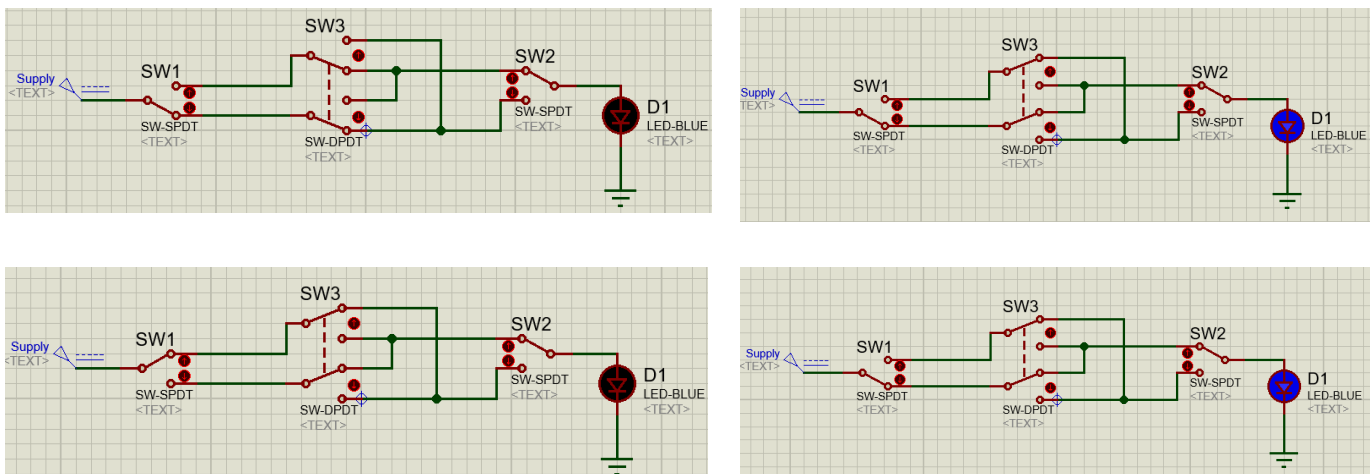 SW3
SW2
Supply
<TEXT>
SW1
SW-SPDT
<TEXT>
SW-DPDT
<TEXT>
SW-SPDT
<TEXT>
D1
LED-BLUE
<TEXT>
SW3
SW2
Supply
TEXT>
SW1
SW-SPDT
<TEXT>
SW-DPDT
<TEXT>
SW-SPDT
<TEXT>
D1
LED-BLUE
<TEXT>
SW3
SW2
Supply
<TEXT>
SW1
SW-SPDT
<TEXT>
SW-DPDT
<TEXT>
SW-SPDT
<TEXT>
D1
LED-BLUE
<TEXT>
SW3
SW2
Supply
<TEXT>
SW1
SW-SPDT
<TEXT>
SW-DPDT
<TEXT>
SW-SPDT
<TEXT>
D1
LED-BLUE
<TEXT>